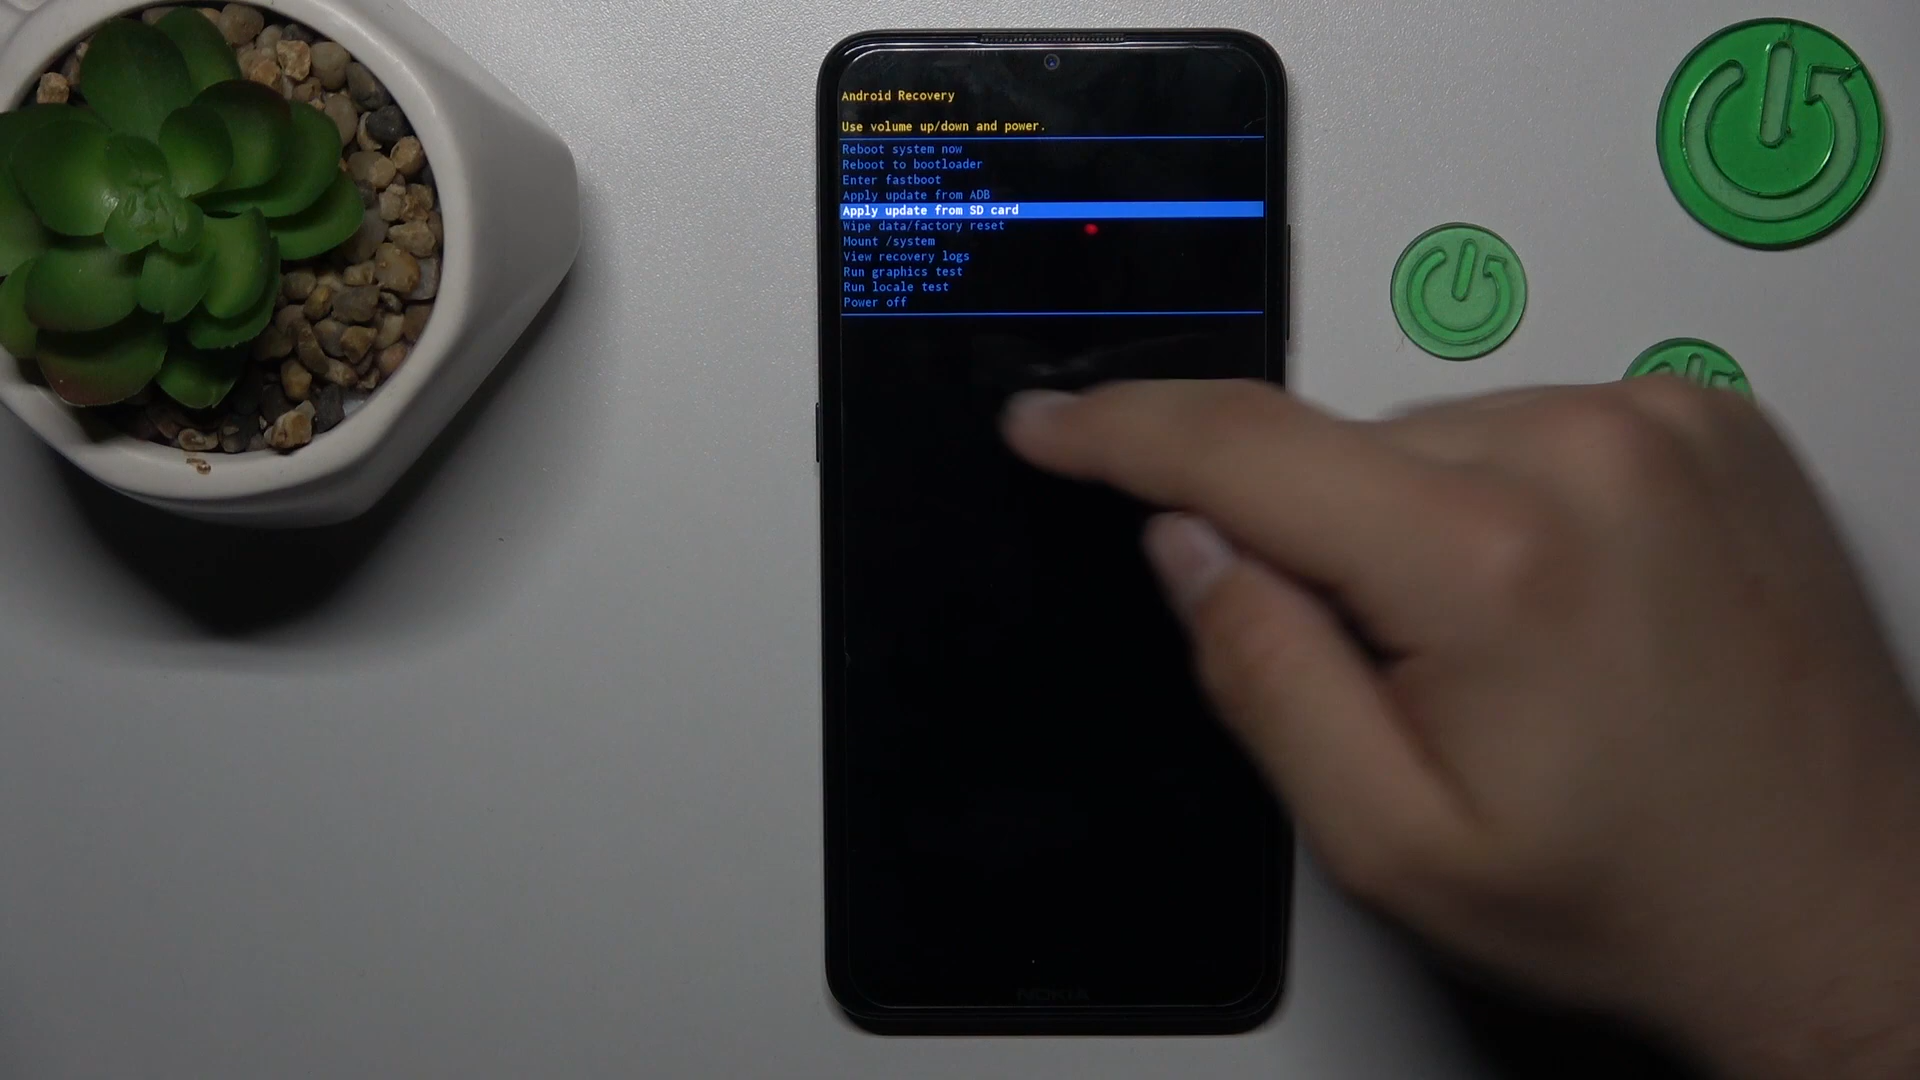 Android Recovery
Use volume up/down and power.
Reboot system now
Reboot to bootloader
Enter fastboot
Apply update from ADB
Apply update from SD card
Wipe data/factory reset
Mount /system
View recovery logs
Run graphics test
Run locale test
Power off
NOKIA